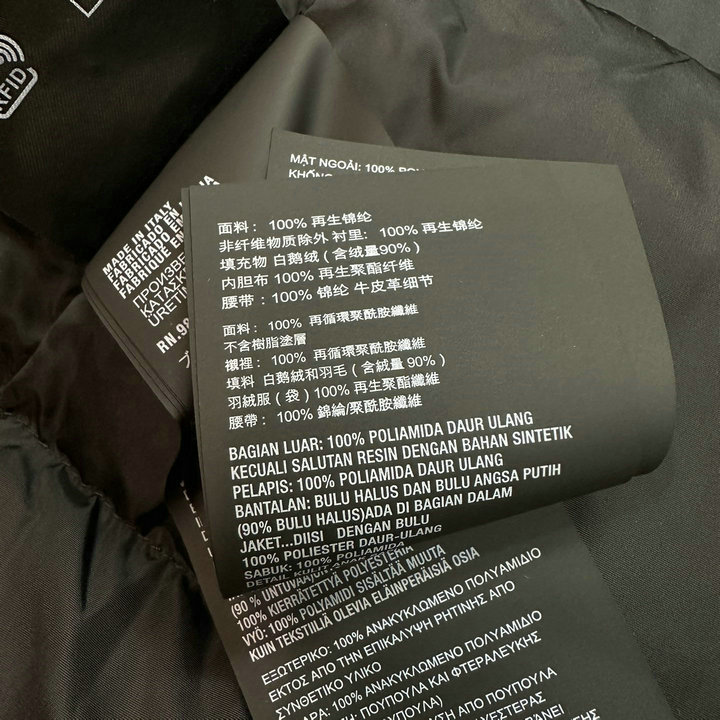 RFID
MẶT NGOÀI: 100%
KHÔNG
MADE IN ITALY
FABRICADO EN
FABRICADO EM
FABRIQUÉ EN
ПРОИЗВЕ
КАТАСК
URETIM
RN.
面料： 100% 再生锦纶
非纤维物质除外 衬里：100% 再生锦纶
填充物 白鹅绒 ( 含绒量90% )
内胆布 100% 再生聚酯纤维
腰带：100% 锦纶 牛皮革细节
面料： 100% 再循環聚酰胺纖維
不含樹脂塗層
襯裡： 100% 再循環聚酰胺纖維
填料 白鵝絨和羽毛 ( 含絨量 90% )
羽絨服（袋）100% 再生聚酯纖維
腰帶：100% 錦綸/聚酰胺纖維
BAGIAN LUAR: 100% POLIAMIDA DAUR ULANG
KECUALI SALUTAN RESIN DENGAN BAHAN SINTETIK
PELAPIS: 100% POLIAMIDA DAUR ULANG
BANTALAN: BULU HALUS DAN BULU ANGSA PUTIH
(90% BULU HALUS)ADA DI BAGIAN DALAM
JAKET...DIISI DENGAN BULU
100% POLIESTER DAUR-ULANG
SABUK: 100% POLIAMIDA
DETAIL KULIT
(90 %
100% KIERRÄTETTYÄ POLYESTERIÄ
VYÖ: 100% POLYAMIDI SISÄLTÄÄ MUUTA
KUIN TEKSTIILIÄ OLEVIA ELÄINPERÄISIÄ OSIA
ΕΞΩΤΕΡΙΚΟ: 100% ΑΝΑΚΥΚΛΩΜΕΝΟ ΠΟΛΥΑΜΙΔΙΟ
ΕΚΤΟΣ ΑΠΟ ΤΗΝ ΕΠΙΚΑΛΥΨΗ ΡΗΤΙΝΗΣ ΑΠΟ
ΣΥΝΘΕΤΙΚΟ ΥΛΙΚΟ
100% ΑΝΑΚΥΚΛΩΜΕΝΟ ΠΟΛΥΑΜΙΔΙΟ
ΠΟΥΠΟΥΛΑ ΚΑΙ ΦΤΕΡΑ ΛΕΥΚΗΣ
ΑΠΟ ΠΟΥΠΟΥΛΑ